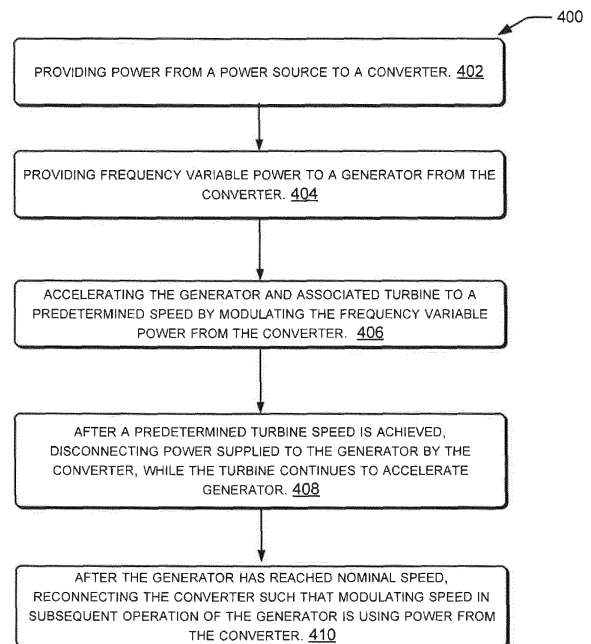 400
PROVIDING POWER FROM A POWER SOURCE TO A CONVERTER. 402
PROVIDING FREQUENCY VARIABLE POWER TO A GENERATOR FROM THE
CONVERTER. 404
ACCELERATING THE GENERATOR AND ASSOCIATED TURBINE TO A
PREDETERMINED SPEED BY MODULATING THE FREQUENCY VARIABLE
POWER FROM THE CONVERTER. 406
AFTER A PREDETERMINED TURBINE SPEED IS ACHIEVED,
DISCONNECTING POWER SUPPLIED TO THE GENERATOR BY THE
CONVERTER, WHILE THE TURBINE CONTINUES TO ACCELERATE
GENERATOR. 408
AFTER THE GENERATOR HAS REACHED NOMINAL SPEED,
RECONNECTING THE CONVERTER SUCH THAT MODULATING SPEED IN
SUBSEQUENT OPERATION OF THE GENERATOR IS USING POWER FROM
THE CONVERTER. 410